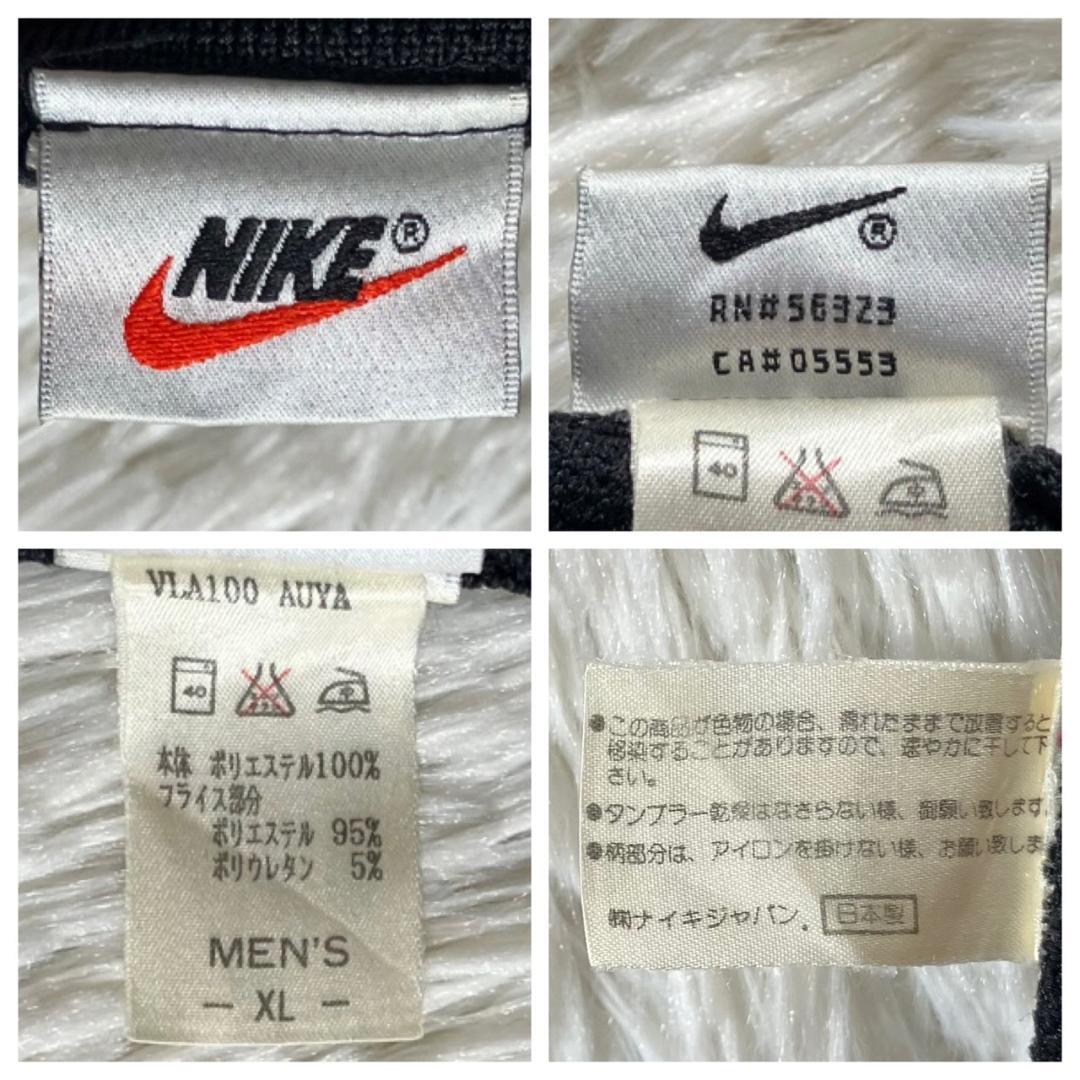 NIKE®
®
RN#56323
CA#05553
40
中
VLA100 AUYA
40
中
本体 ポリエステル100%
フライス部分
ポリエステル 95%
ポリウレタン 5%
MEN'S
— XL —
●この商品が色物の場合、濡れたままで放置すると
移染することがありますので、速やかに干して下
さい。
●タンブラー乾燥はなさらない様、御願い致します
●柄部分は、アイロンを掛けない様、お願い致しま
㈱ナイキジャパン. 日本製